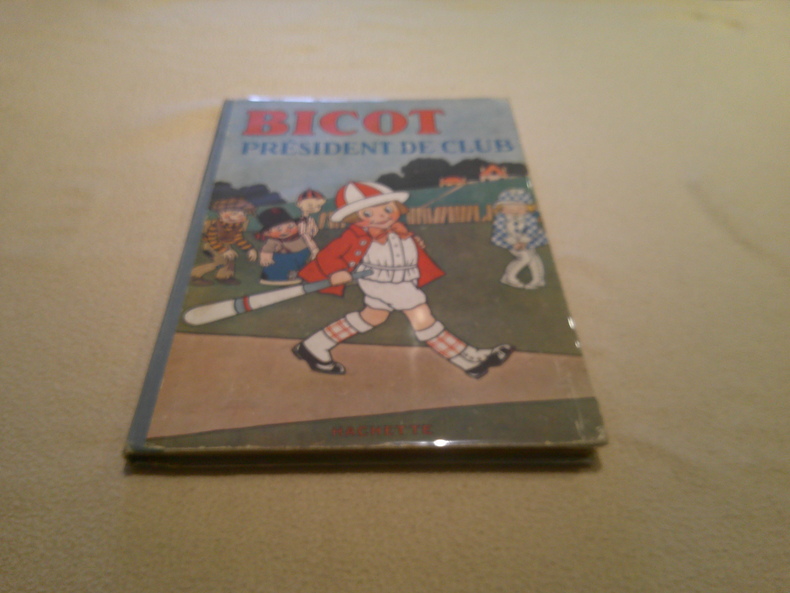 BICOT
PRÉSIDENT DE CLUB
HACHETTE